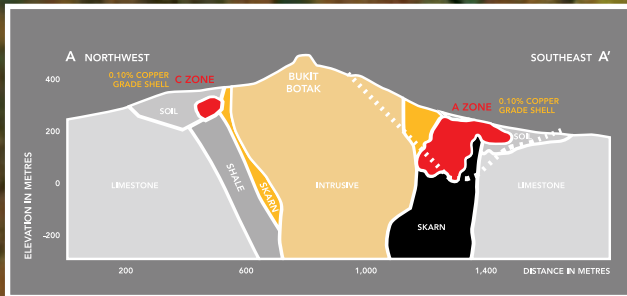 A NORTHWEST
SOUTHEAST A'
0.10% COPPER
GRADE SHELL
C ZONE
BUKIT
BOTAK
A ZONE
0.10% COPPER
GRADE SHELL
400
200
0
-200
ELEVATION IN METRES
SOIL
SOIL
LIMESTONE
SHALE
SKARN
INTRUSIVE
SKARN
LIMESTONE
200
600
1,000
1,400
DISTANCE IN METRES